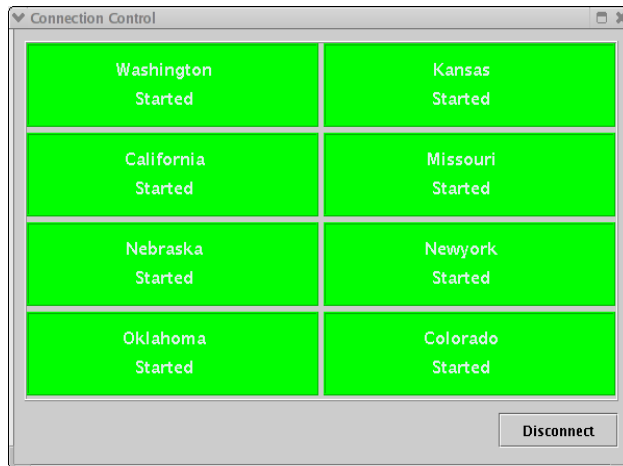 Connection Control
Washington
Started
Kansas
Started
California
Started
Missouri
Started
Nebraska
Started
Newyork
Started
Oklahoma
Started
Colorado
Started
Disconnect